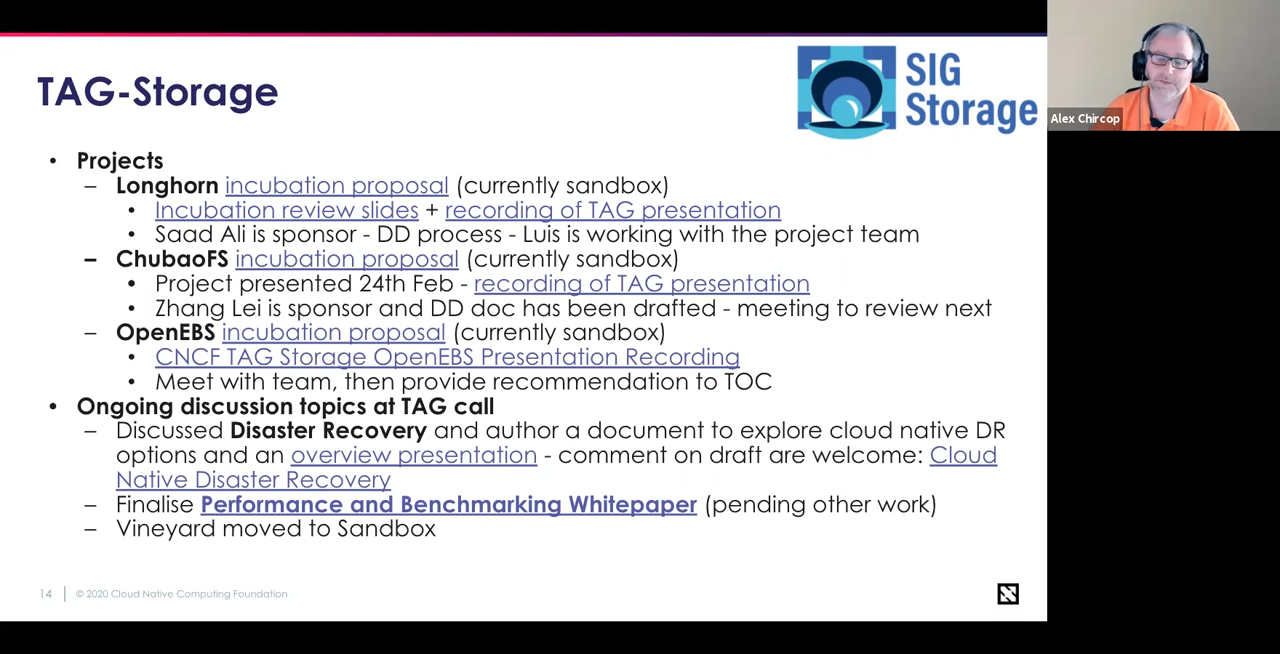 TAG-Storage
SIG
Storage
Alex Chircop
• Projects
– Longhorn incubation proposal (currently sandbox)
• Incubation review slides + recording of TAG presentation
• Saad Ali is sponsor - DD process - Luis is working with the project team
– ChubaoFS incubation proposal (currently sandbox)
• Project presented 24th Feb - recording of TAG presentation
• Zhang Lei is sponsor and DD doc has been drafted - meeting to review next
– OpenEBS incubation proposal (currently sandbox)
• CNCF TAG Storage OpenEBS Presentation Recording
• Meet with team, then provide recommendation to TOC
• Ongoing discussion topics at TAG call
– Discussed Disaster Recovery and author a document to explore cloud native DR
options and an overview presentation - comment on draft are welcome: Cloud
Native Disaster Recovery
– Finalise Performance and Benchmarking Whitepaper (pending other work)
– Vineyard moved to Sandbox
14 | © 2020 Cloud Native Computing Foundation